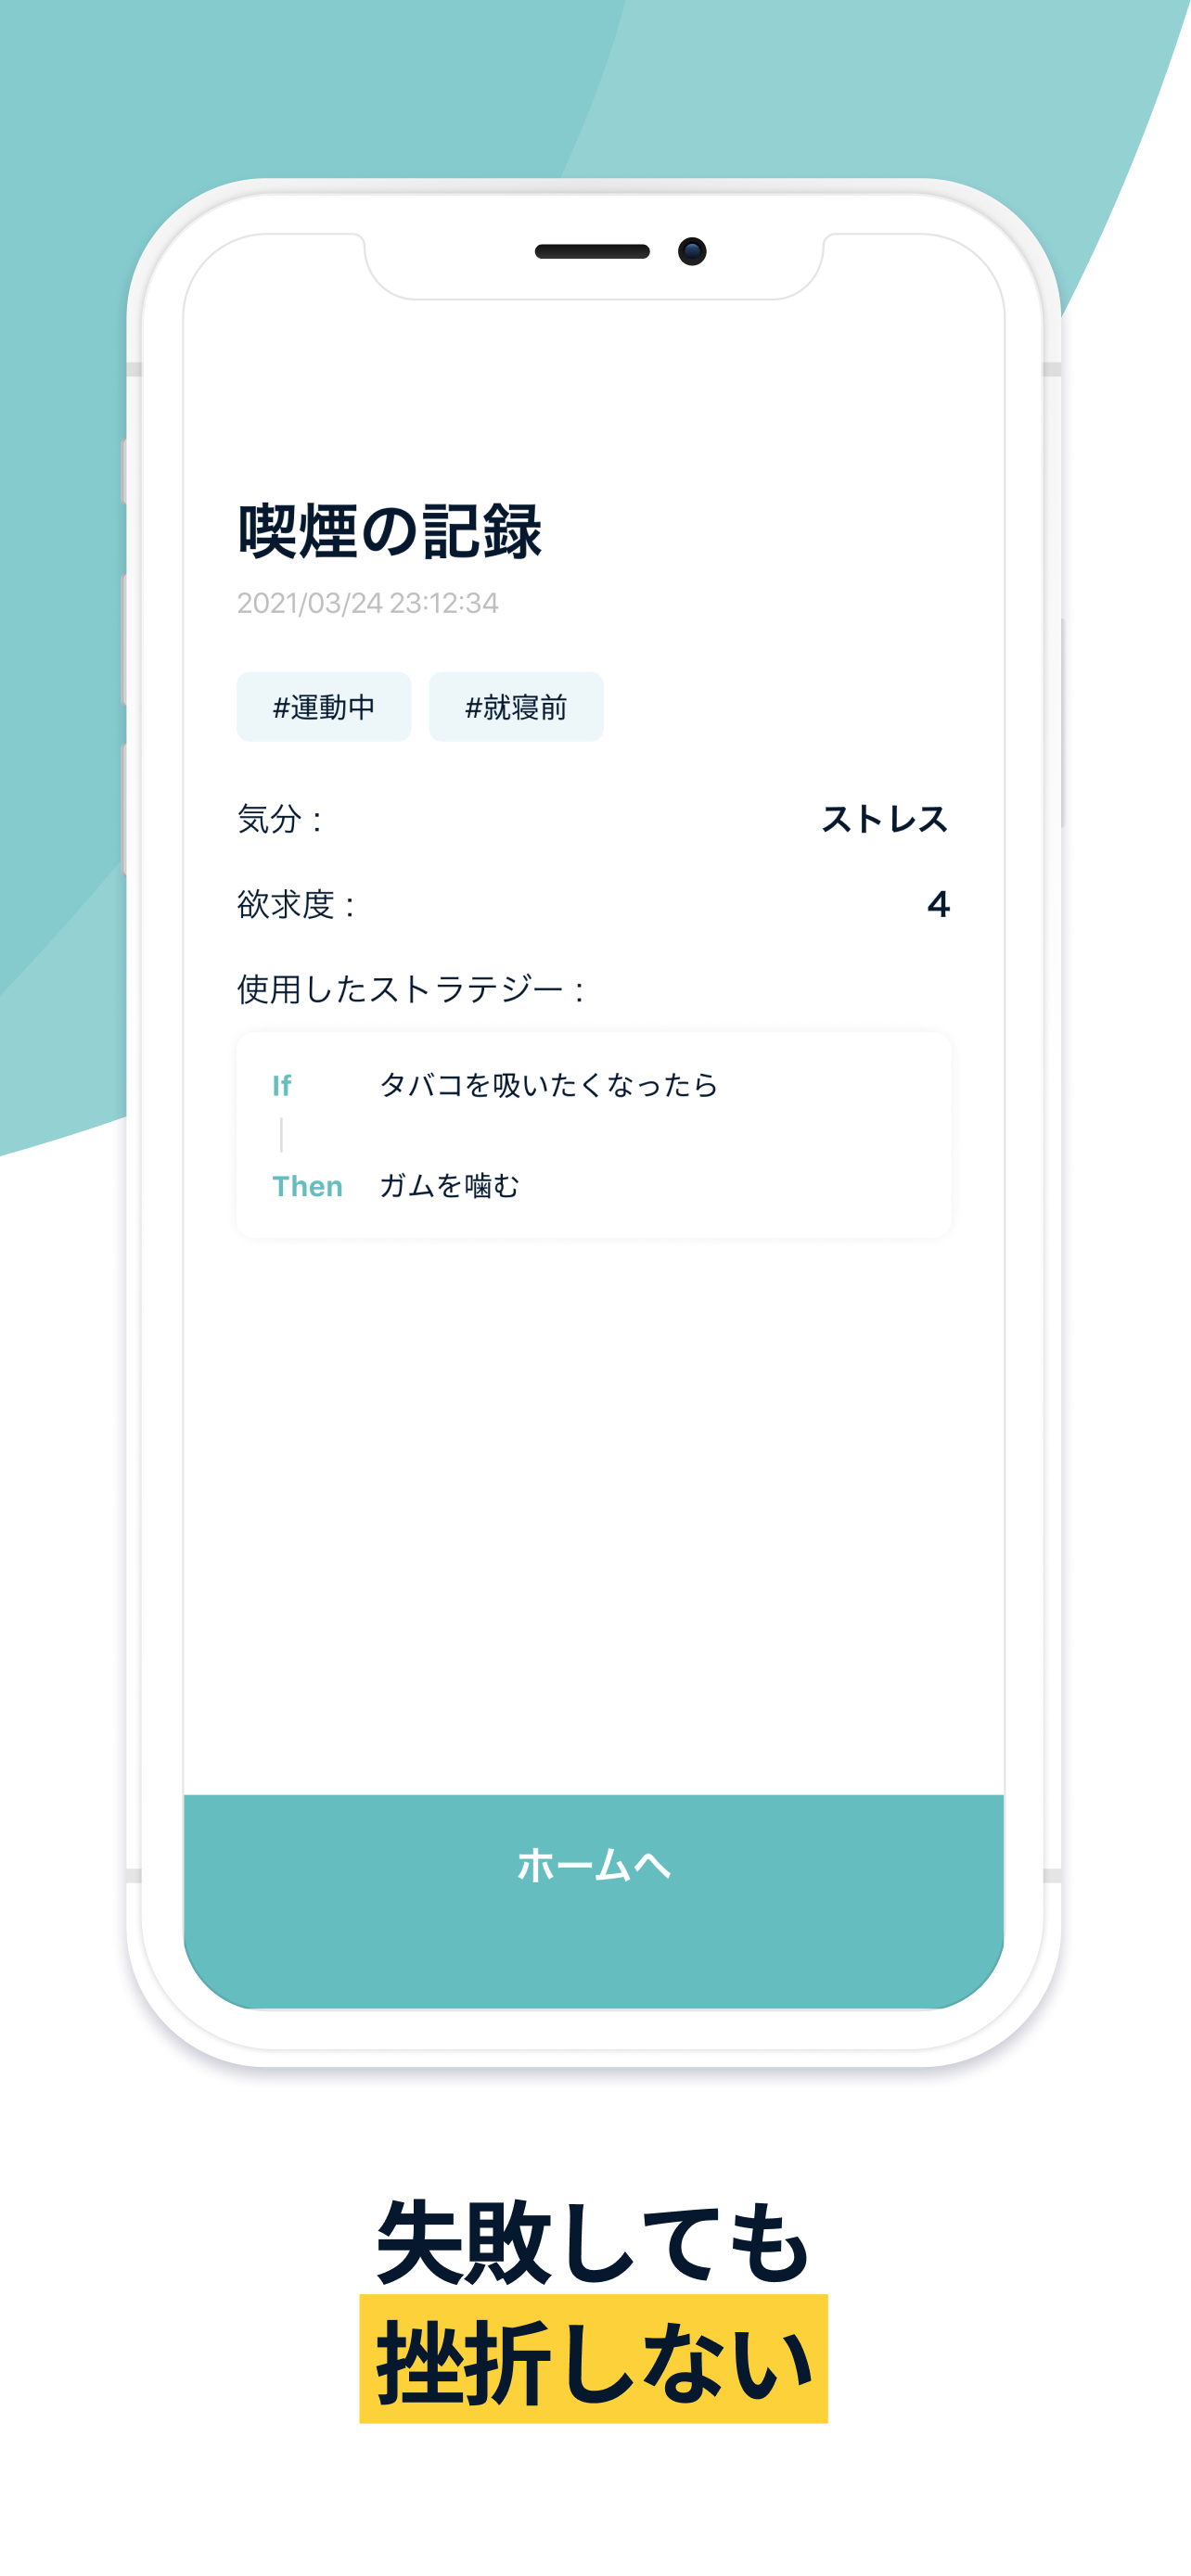 喫煙の記録
2021/03/24 23:12:34
#運動中 #就寝前
気分 : ストレス
欲求度 : 4
使用したストラテジー :
If タバコを吸いたくなったら
Then ガムを噛む
ホームへ
失敗しても
挫折しない